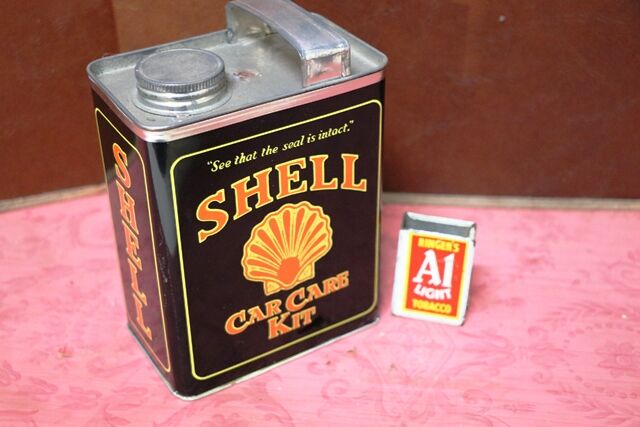 "See that the seal is intact."
SHELL
CAR CARE
KIT
SHELL
RINGER'S
A1
LIGHT
TOBACCO